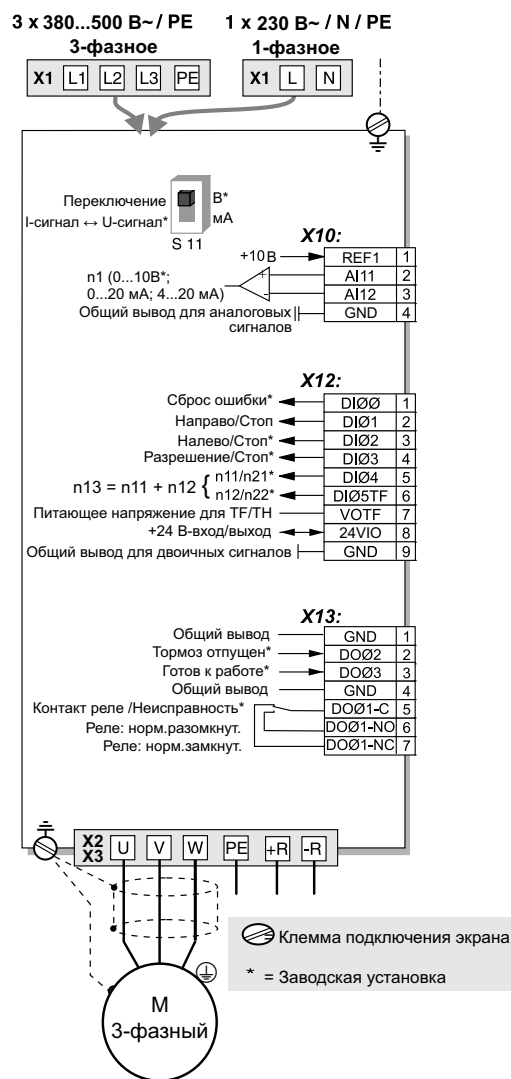 3 x 380...500 В~ / PE
3-фазное
X1 L1 L2 L3 PE
1 x 230 В~ / N / PE
1-фазное
X1 L N
Переключение
I-сигнал ↔ U-сигнал*
В*
мА
S 11
X10:
+10 В REF1 1
n1 (0...10В*;
0...20 мА; 4...20 мА)
+ AI11 2
- AI12 3
Общий вывод для аналоговых
сигналов
GND 4
X12:
Сброс ошибки* DIØØ 1
Направо/Стоп DIØ1 2
Налево/Стоп* DIØ2 3
Разрешение/Стоп* DIØ3 4
n13 = n11 + n12 {
n11/n21* DIØ4 5
n12/n22* DIØ5TF 6
Питающее напряжение для TF/TH VOTF 7
+24 В-вход/выход 24VIO 8
Общий вывод для двоичных сигналов GND 9
X13:
Общий вывод GND 1
Тормоз отпущен* DOØ2 2
Готов к работе* DOØ3 3
Общий вывод GND 4
Контакт реле /Неисправность* DOØ1-C 5
Реле: норм.разомкнут. DOØ1-NO 6
Реле: норм.замкнут. DOØ1-NC 7
X2
X3
U V W PE +R -R
Клемма подключения экрана
* = Заводская установка
M
3-фазный